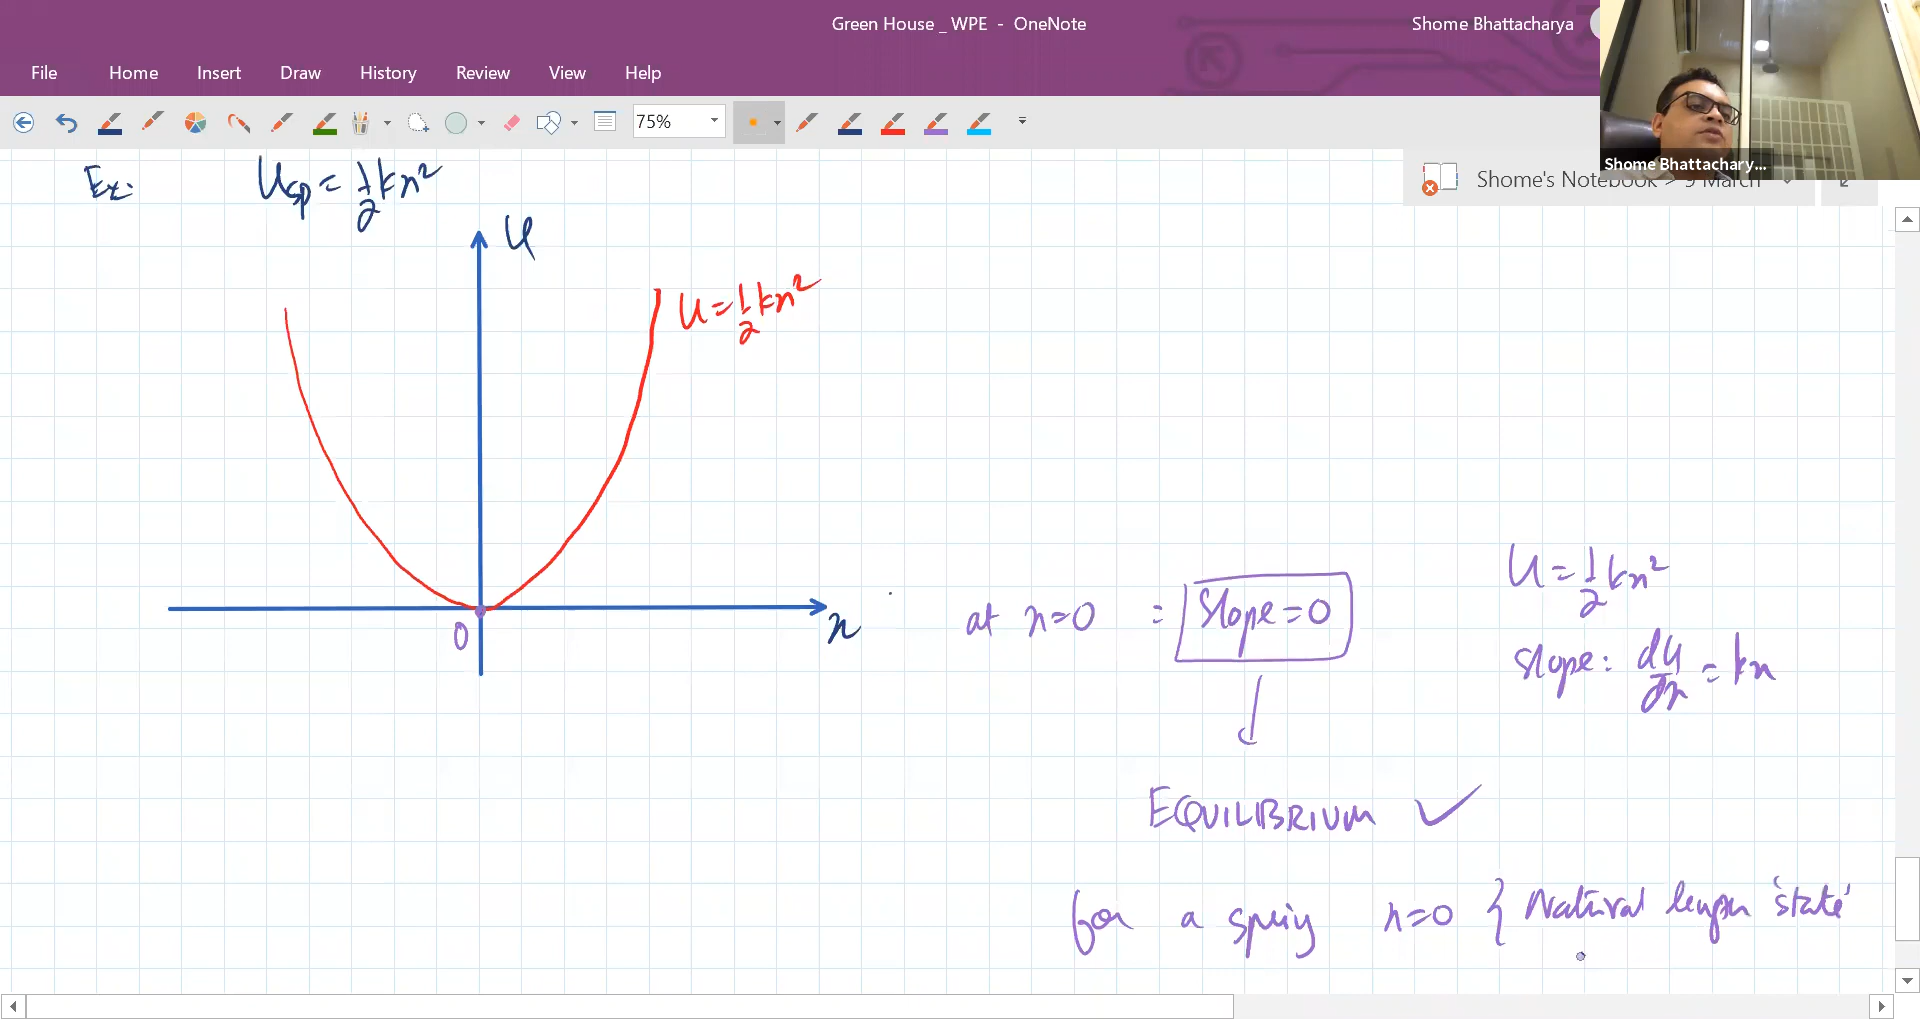 Green House _ WPE - OneNote
Shome Bhattacharya
File Home Insert Draw History Review View Help
75%
Shome Bhattachary...
Shome's Notebook > 9 March
Ex: Usp = 1/2 kx²
U
U = 1/2 kx²
0
x
at x=0 : Slope = 0
U = 1/2 kx²
Slope: dU/dx = kx
EQUILIBRIUM ✓
for a spring x=0 { Natural length 'state'